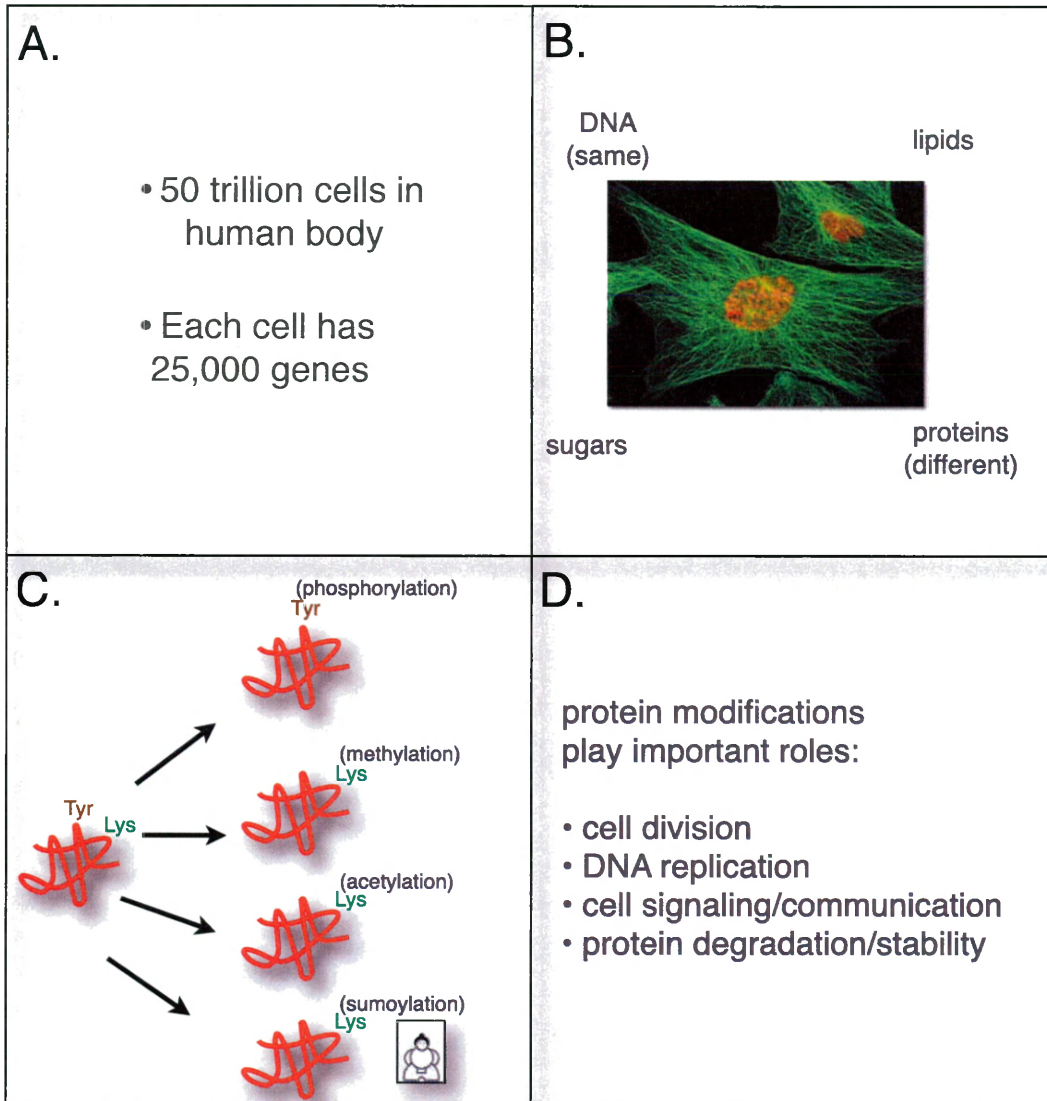 A.
• 50 trillion cells in
human body
• Each cell has
25,000 genes
B.
DNA
(same)
lipids
sugars
proteins
(different)
C.
(phosphorylation)
Tyr
(methylation)
Lys
Tyr
Lys
(acetylation)
Lys
(sumoylation)
Lys
D.
protein modifications
play important roles:
• cell division
• DNA replication
• cell signaling/communication
• protein degradation/stability